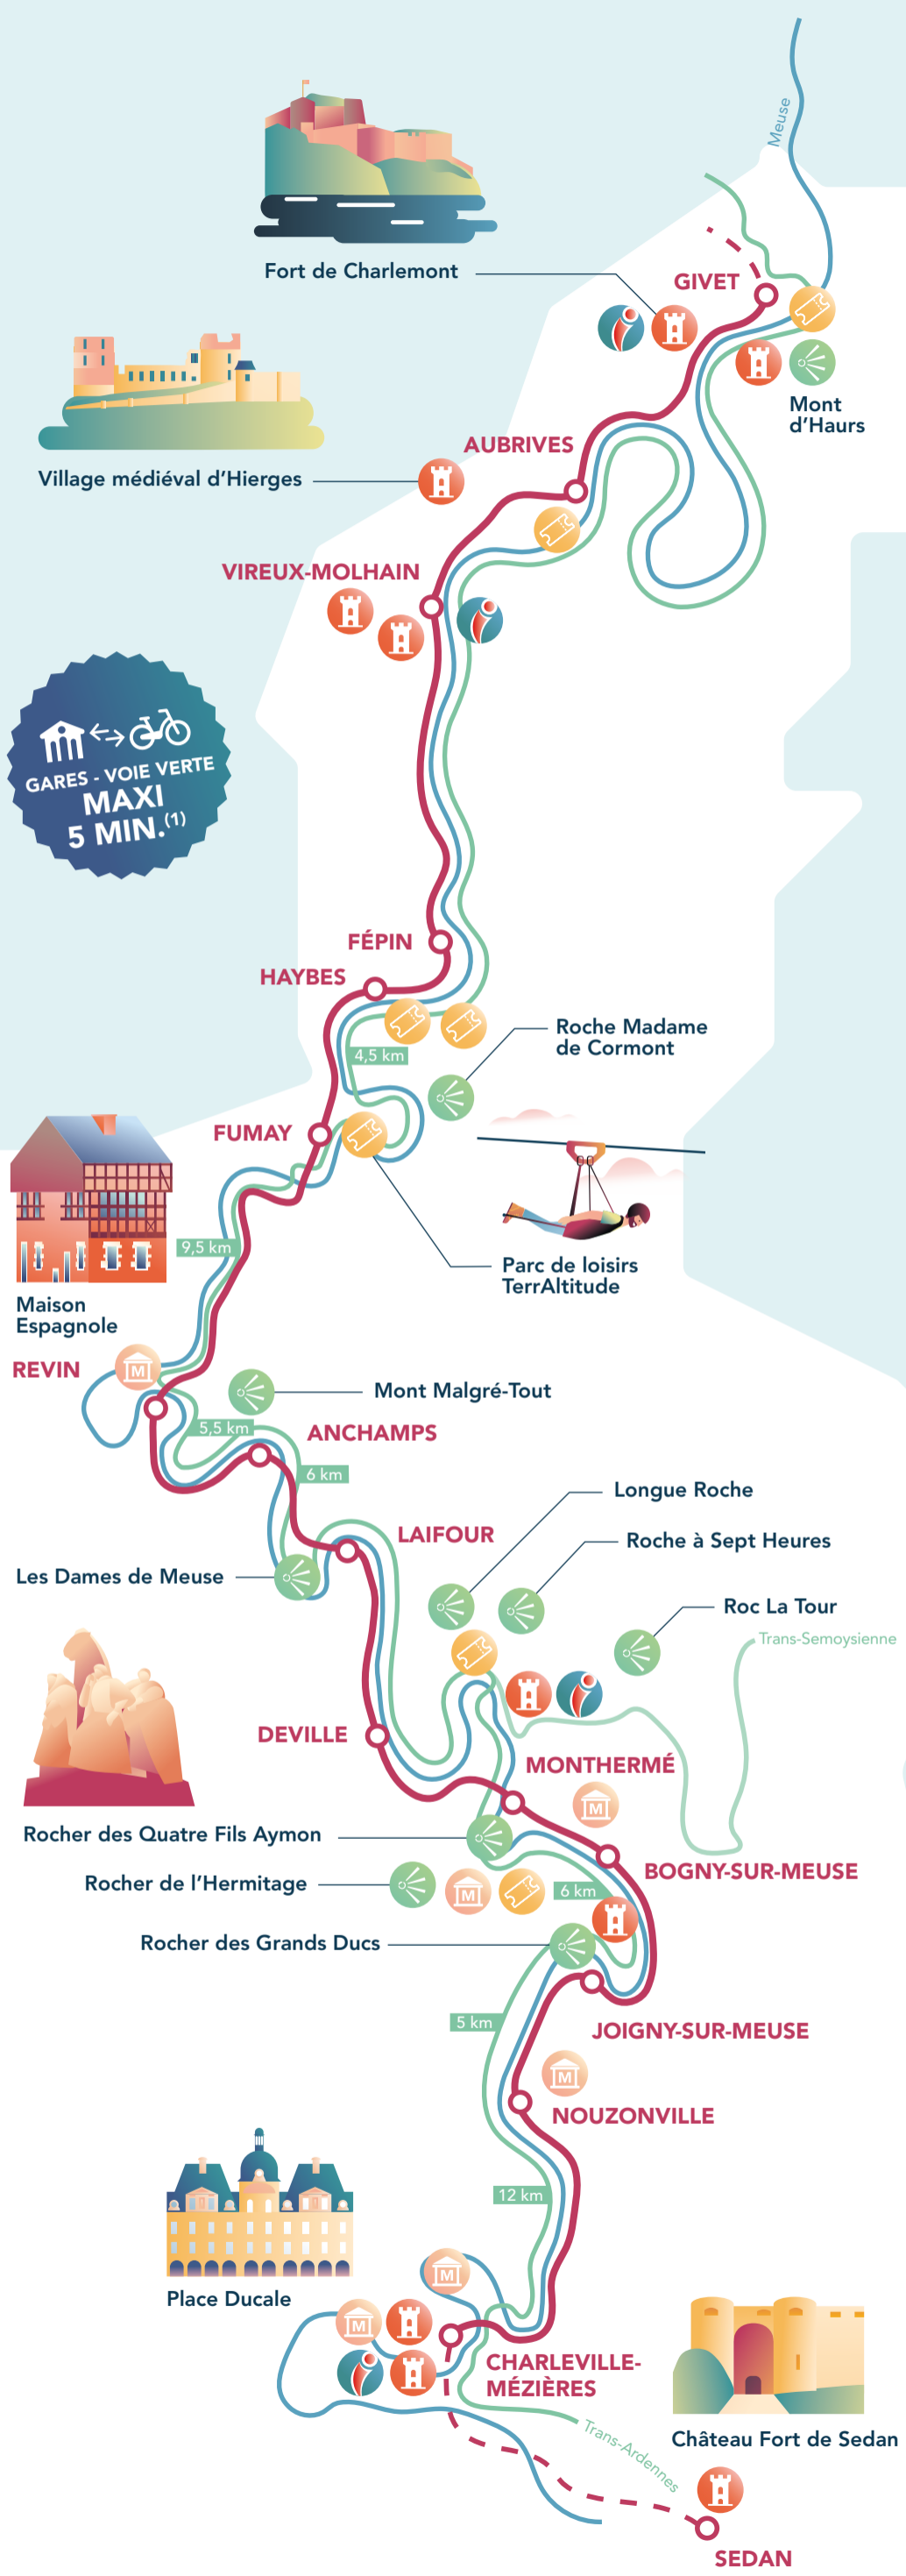 Meuse
Fort de Charlemont
GIVET
Mont
d'Haurs
AUBRIVES
Village médiéval d'Hierges
VIREUX-MOLHAIN
GARES - VOIE VERTE
MAXI
5 MIN.(1)
FÉPIN
HAYBES
Roche Madame
de Cormont
4,5 km
FUMAY
9,5 km
Parc de loisirs
TerrAltitude
Maison
Espagnole
REVIN
M
Mont Malgré-Tout
5,5 km
ANCHAMPS
6 km
Longue Roche
LAIFOUR
Roche à Sept Heures
Les Dames de Meuse
Roc La Tour
Trans-Semoysienne
DEVILLE
MONTHERMÉ
M
Rocher des Quatre Fils Aymon
BOGNY-SUR-MEUSE
Rocher de l'Hermitage
M
6 km
Rocher des Grands Ducs
5 km
JOIGNY-SUR-MEUSE
M
NOUZONVILLE
12 km
M
Place Ducale
M
CHARLEVILLE-
MÉZIÈRES
Trans-Ardennes
Château Fort de Sedan
SEDAN